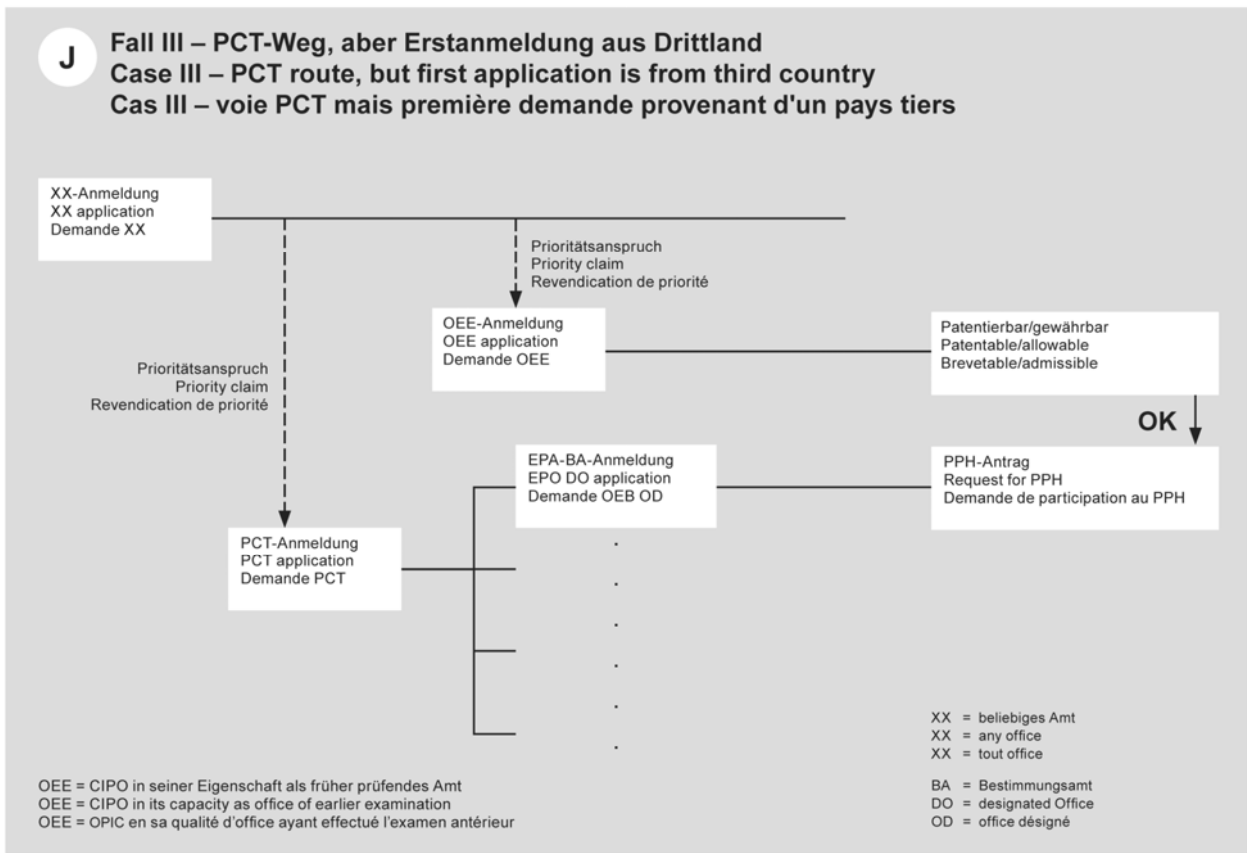 J
Fall III – PCT-Weg, aber Erstanmeldung aus Drittland
Case III – PCT route, but first application is from third country
Cas III – voie PCT mais première demande provenant d'un pays tiers
XX-Anmeldung
XX application
Demande XX
Prioritätsanspruch
Priority claim
Revendication de priorité
OEE-Anmeldung
OEE application
Demande OEE
Patentierbar/gewährbar
Patentable/allowable
Brevetable/admissible
Prioritätsanspruch
Priority claim
Revendication de priorité
OK
EPA-BA-Anmeldung
EPO DO application
Demande OEB OD
PPH-Antrag
Request for PPH
Demande de participation au PPH
PCT-Anmeldung
PCT application
Demande PCT
XX = beliebiges Amt
XX = any office
XX = tout office
BA = Bestimmungsamt
DO = designated Office
OD = office désigné
OEE = CIPO in seiner Eigenschaft als früher prüfendes Amt
OEE = CIPO in its capacity as office of earlier examination
OEE = OPIC en sa qualité d'office ayant effectué l'examen antérieur